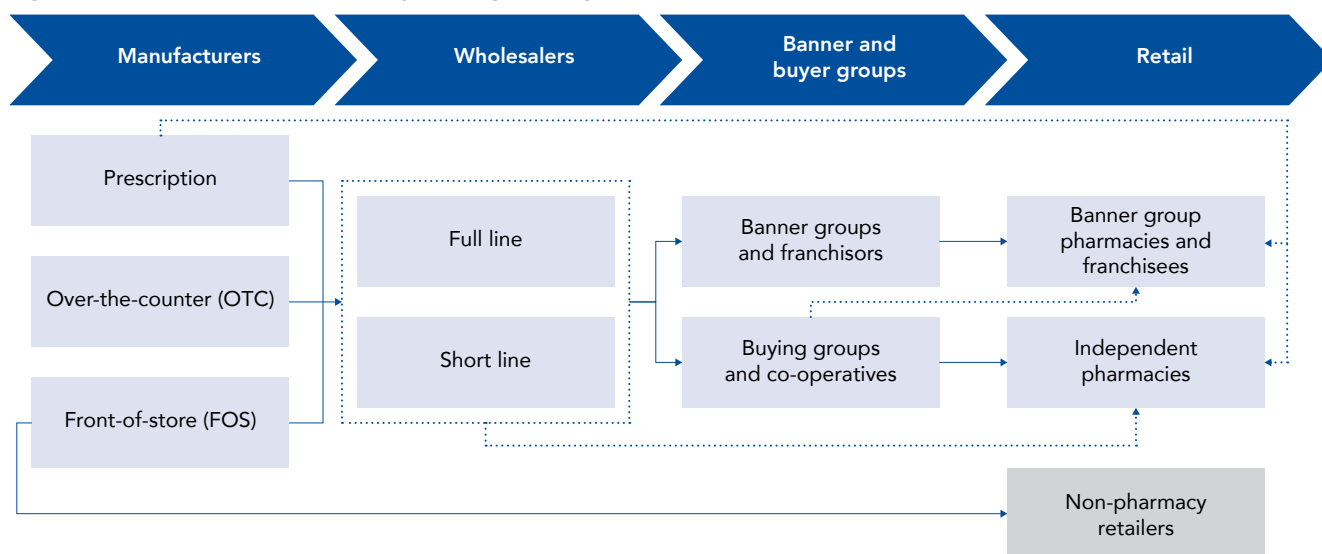 Manufacturers
Wholesalers
Banner and
buyer groups
Retail
Prescription
Over-the-counter (OTC)
Front-of-store (FOS)
Full line
Short line
Banner groups
and franchisors
Buying groups
and co-operatives
Banner group
pharmacies and
franchisees
Independent
pharmacies
Non-pharmacy
retailers